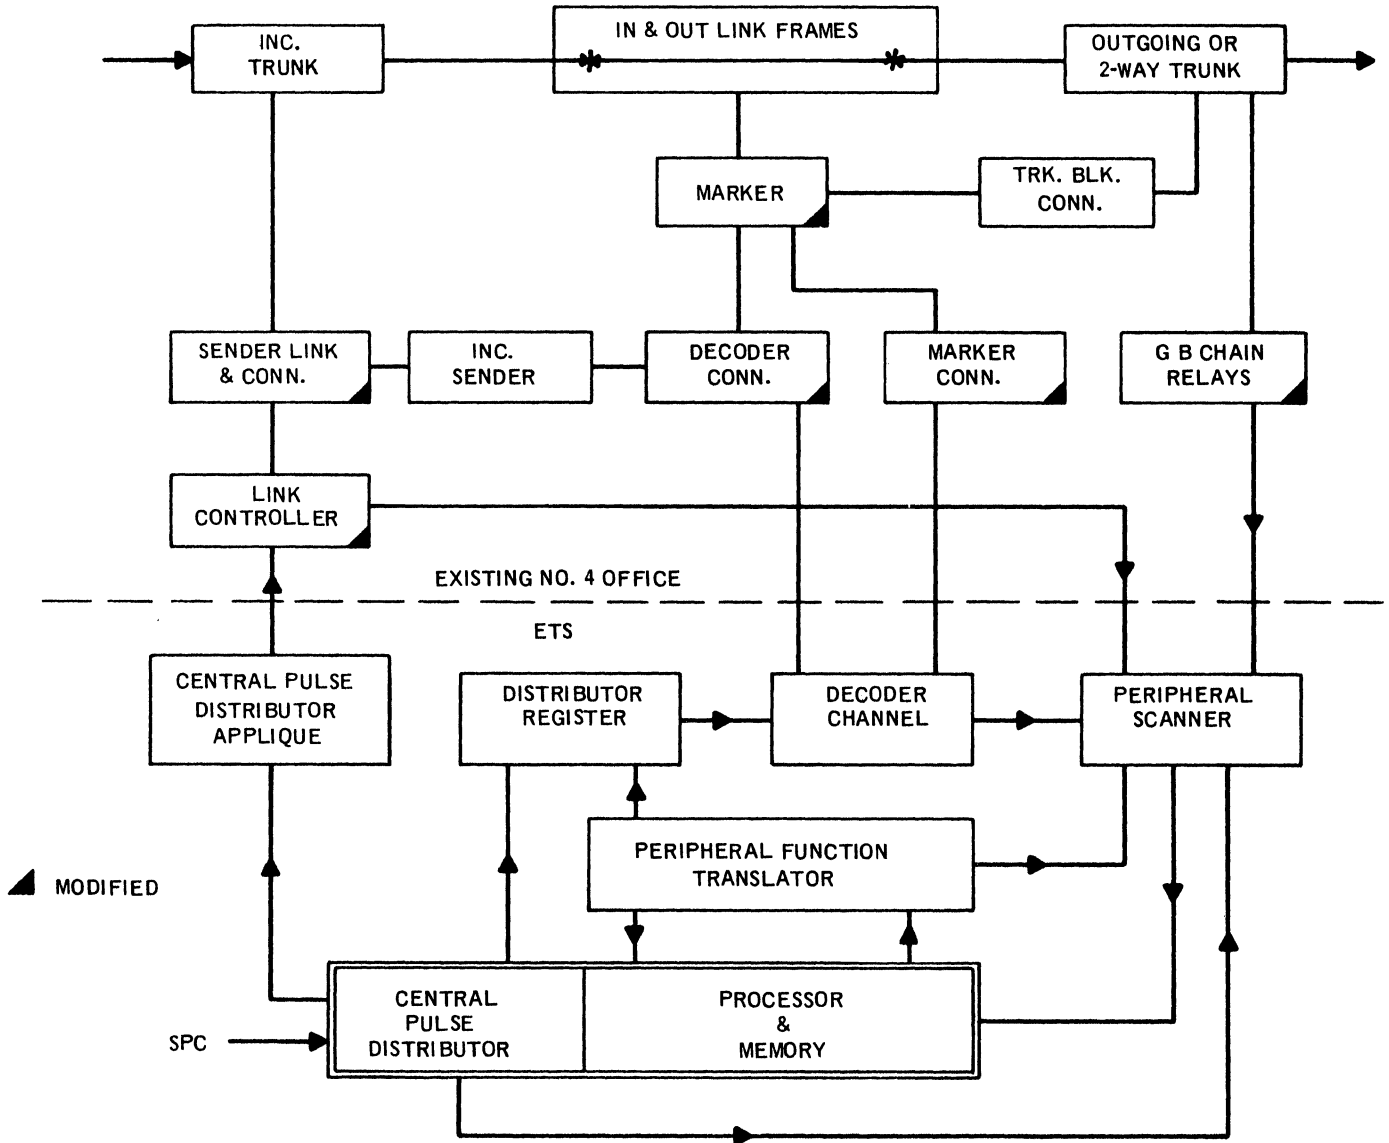 INC.
TRUNK
IN & OUT LINK FRAMES
OUTGOING OR
2-WAY TRUNK
MARKER
TRK. BLK.
CONN.
SENDER LINK
& CONN.
INC.
SENDER
DECODER
CONN.
MARKER
CONN.
G B CHAIN
RELAYS
LINK
CONTROLLER
EXISTING NO. 4 OFFICE
ETS
CENTRAL PULSE
DISTRIBUTOR
APPLIQUE
DISTRIBUTOR
REGISTER
DECODER
CHANNEL
PERIPHERAL
SCANNER
PERIPHERAL FUNCTION
TRANSLATOR
MODIFIED
CENTRAL
PULSE
DISTRIBUTOR
PROCESSOR
&
MEMORY
SPC